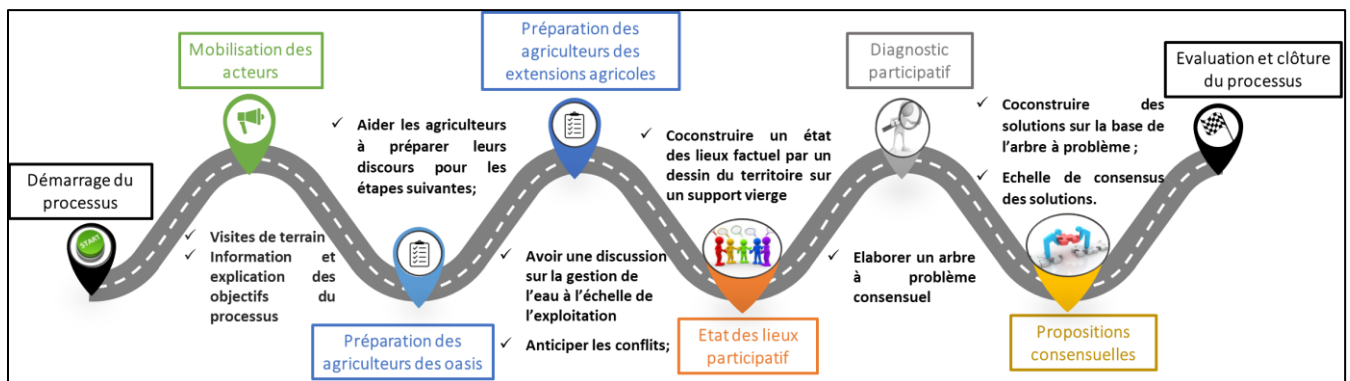 Démarrage du
processus
START
Mobilisation des
acteurs
✓ Visites de terrain
✓ Information et
explication des
objectifs du
processus
✓ Aider les agriculteurs
à préparer leurs
discours pour les
étapes suivantes;
Préparation des
agriculteurs des oasis
Préparation des
agriculteurs des
extensions agricoles
✓ Avoir une discussion
sur la gestion de
l'eau à l'échelle de
l'exploitation
✓ Anticiper les conflits;
✓ Coconstruire un état
des lieux factuel par un
dessin du territoire sur
un support vierge
Etat des lieux
participatif
Diagnostic
participatif
✓ Elaborer un arbre
à problème
consensuel
✓ Coconstruire des
solutions sur la base de
l'arbre à problème ;
✓ Echelle de consensus
des solutions.
Propositions
consensuelles
Evaluation et clôture
du processus